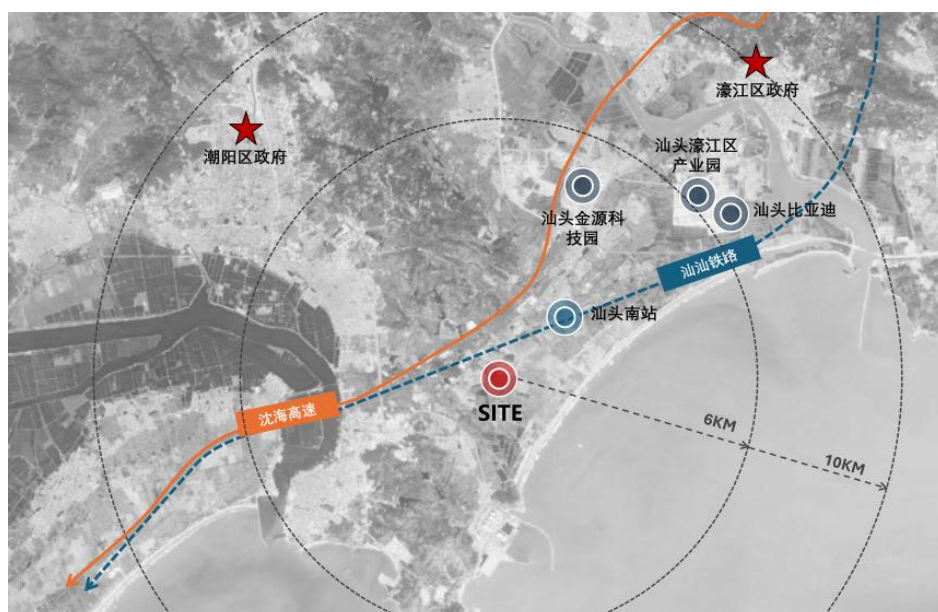 濠江区政府
潮阳区政府
汕头濠江区
产业园
汕头金源科
技园
汕头比亚迪
汕汕铁路
汕头南站
SITE
沈海高速
6KM
10KM